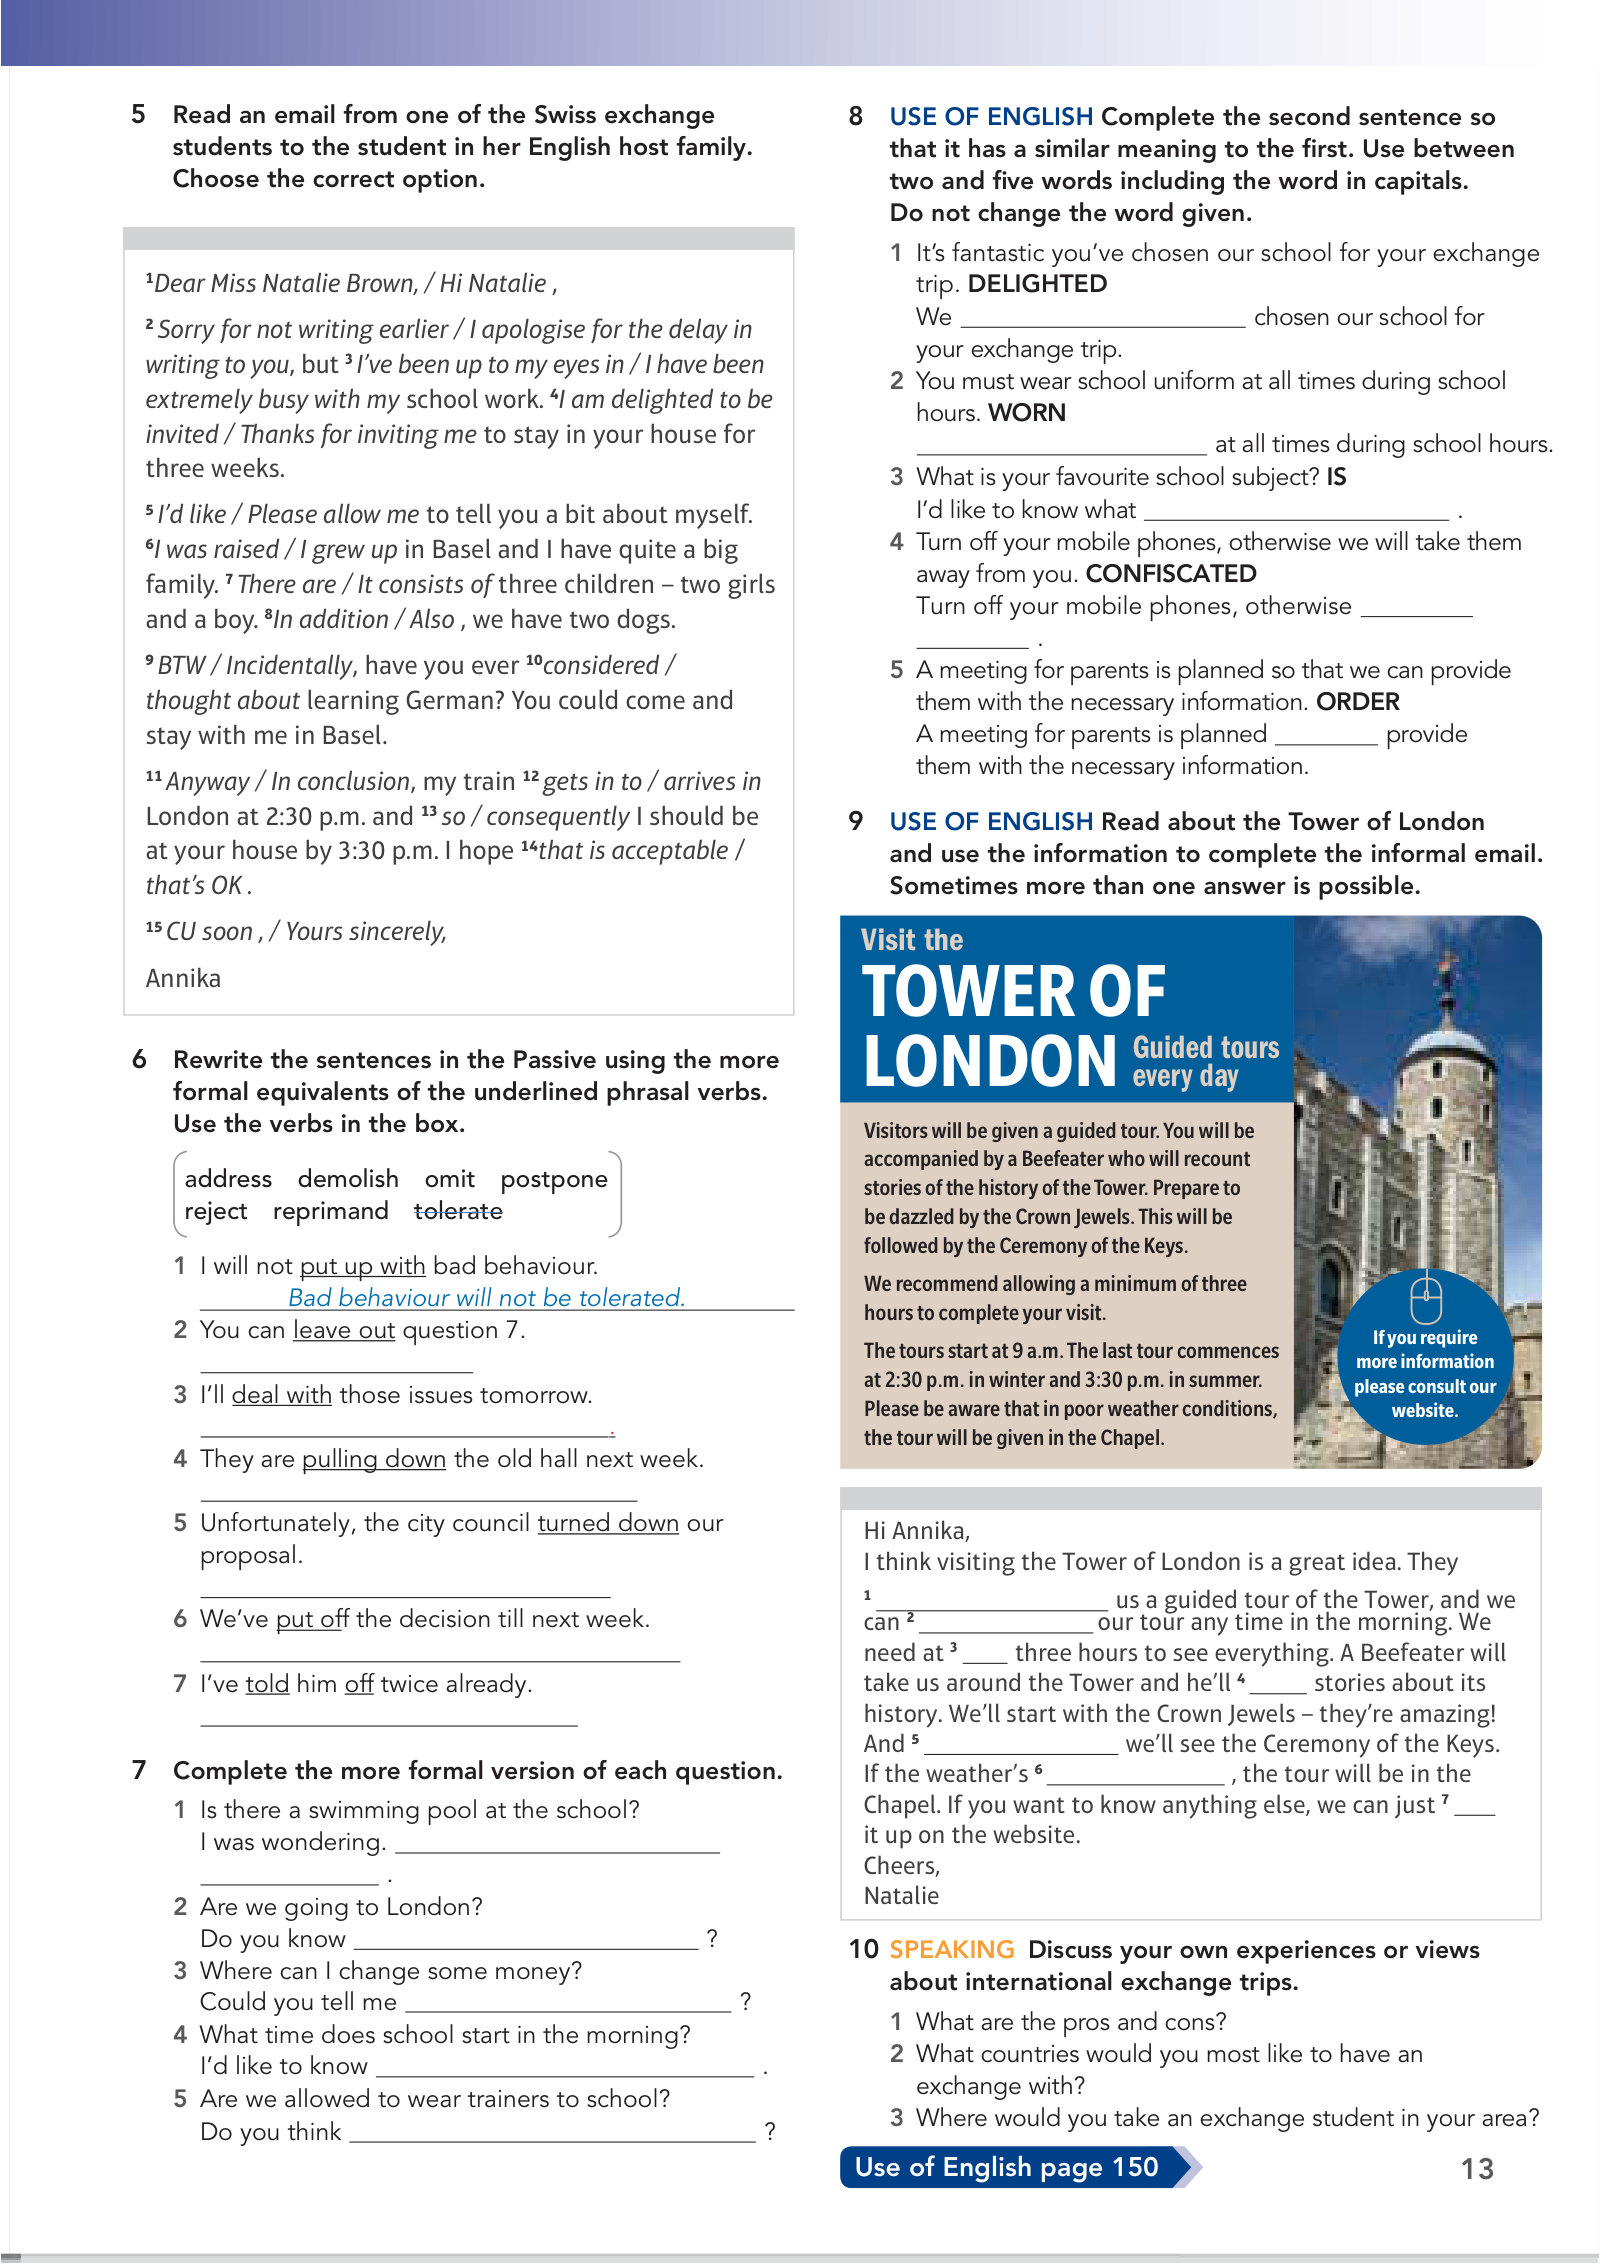 5 Read an email from one of the Swiss exchange
students to the student in her English host family.
Choose the correct option.
¹Dear Miss Natalie Brown, / Hi Natalie ,
² Sorry for not writing earlier / I apologise for the delay in
writing to you, but ³ I've been up to my eyes in / I have been
extremely busy with my school work. ⁴I am delighted to be
invited / Thanks for inviting me to stay in your house for
three weeks.
⁵ I'd like / Please allow me to tell you a bit about myself.
⁶I was raised / I grew up in Basel and I have quite a big
family. ⁷ There are / It consists of three children – two girls
and a boy. ⁸In addition / Also , we have two dogs.
⁹ BTW / Incidentally, have you ever ¹⁰considered /
thought about learning German? You could come and
stay with me in Basel.
¹¹ Anyway / In conclusion, my train ¹² gets in to / arrives in
London at 2:30 p.m. and ¹³ so / consequently I should be
at your house by 3:30 p.m. I hope ¹⁴that is acceptable /
that's OK .
¹⁵ CU soon , / Yours sincerely,
Annika
6 Rewrite the sentences in the Passive using the more
formal equivalents of the underlined phrasal verbs.
Use the verbs in the box.
address demolish omit postpone
reject reprimand tolerate
1 I will not put up with bad behaviour.
Bad behaviour will not be tolerated.
2 You can leave out question 7.
3 I'll deal with those issues tomorrow.
.
4 They are pulling down the old hall next week.
5 Unfortunately, the city council turned down our
proposal.
6 We've put off the decision till next week.
7 I've told him off twice already.
7 Complete the more formal version of each question.
1 Is there a swimming pool at the school?
I was wondering. ____
____ .
2 Are we going to London?
Do you know ____ ?
3 Where can I change some money?
Could you tell me ____ ?
4 What time does school start in the morning?
I'd like to know ____ .
5 Are we allowed to wear trainers to school?
Do you think ____ ?
8 USE OF ENGLISH Complete the second sentence so
that it has a similar meaning to the first. Use between
two and five words including the word in capitals.
Do not change the word given.
1 It's fantastic you've chosen our school for your exchange
trip. DELIGHTED
We ____ chosen our school for
your exchange trip.
2 You must wear school uniform at all times during school
hours. WORN
____ at all times during school hours.
3 What is your favourite school subject? IS
I'd like to know what ____ .
4 Turn off your mobile phones, otherwise we will take them
away from you. CONFISCATED
Turn off your mobile phones, otherwise ____
____ .
5 A meeting for parents is planned so that we can provide
them with the necessary information. ORDER
A meeting for parents is planned ____ provide
them with the necessary information.
9 USE OF ENGLISH Read about the Tower of London
and use the information to complete the informal email.
Sometimes more than one answer is possible.
Visit the
TOWER OF
LONDON Guided tours
every day
Visitors will be given a guided tour. You will be
accompanied by a Beefeater who will recount
stories of the history of the Tower. Prepare to
be dazzled by the Crown Jewels. This will be
followed by the Ceremony of the Keys.
We recommend allowing a minimum of three
hours to complete your visit.
The tours start at 9 a.m. The last tour commences
at 2:30 p.m. in winter and 3:30 p.m. in summer.
Please be aware that in poor weather conditions,
the tour will be given in the Chapel.
If you require
more information
please consult our
website.
Hi Annika,
I think visiting the Tower of London is a great idea. They
¹ ____ us a guided tour of the Tower, and we
can ² ____ our tour any time in the morning. We
need at ³ ____ three hours to see everything. A Beefeater will
take us around the Tower and he'll ⁴ ____ stories about its
history. We'll start with the Crown Jewels – they're amazing!
And ⁵ ____ we'll see the Ceremony of the Keys.
If the weather's ⁶ ____ , the tour will be in the
Chapel. If you want to know anything else, we can just ⁷ ____
it up on the website.
Cheers,
Natalie
10 SPEAKING Discuss your own experiences or views
about international exchange trips.
1 What are the pros and cons?
2 What countries would you most like to have an
exchange with?
3 Where would you take an exchange student in your area?
Use of English page 150
13